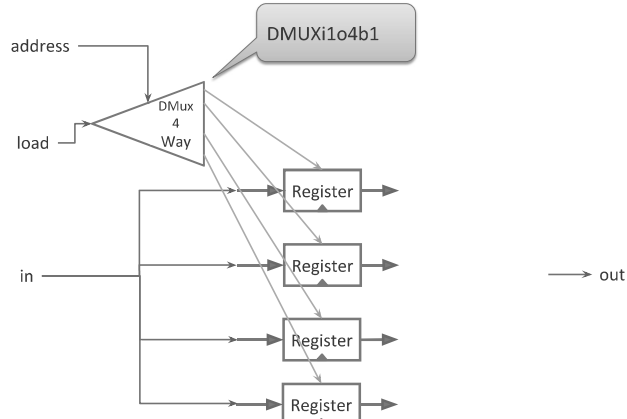 DMUXi1o4b1
address
DMux
4
Way
load
Register
Register
in
out
Register
Register